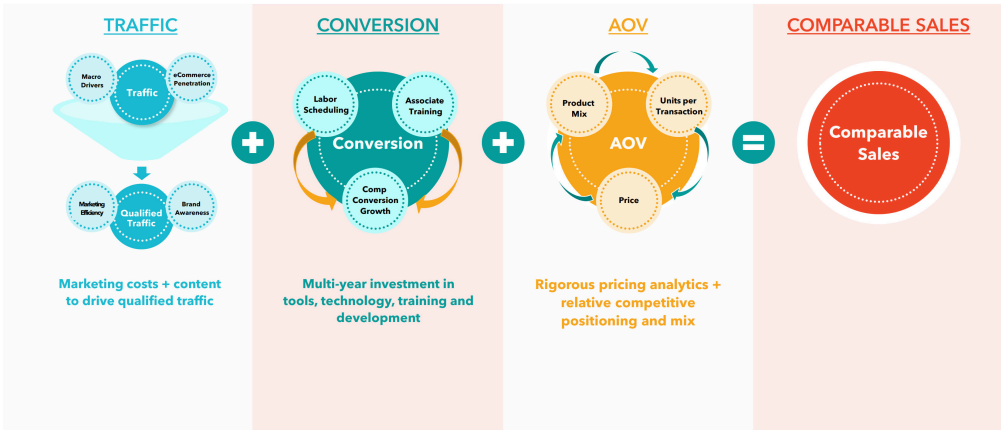 TRAFFIC
Macro
Drivers
Traffic
eCommerce
Penetration
Marketing
Efficiency
Qualified
Traffic
Brand
Awareness
Marketing costs + content
to drive qualified traffic
CONVERSION
Labor
Scheduling
Associate
Training
Conversion
Comp
Conversion
Growth
Multi-year investment in
tools, technology, training and
development
AOV
Product
Mix
Units per
Transaction
AOV
Price
Rigorous pricing analytics +
relative competitive
positioning and mix
COMPARABLE SALES
Comparable
Sales